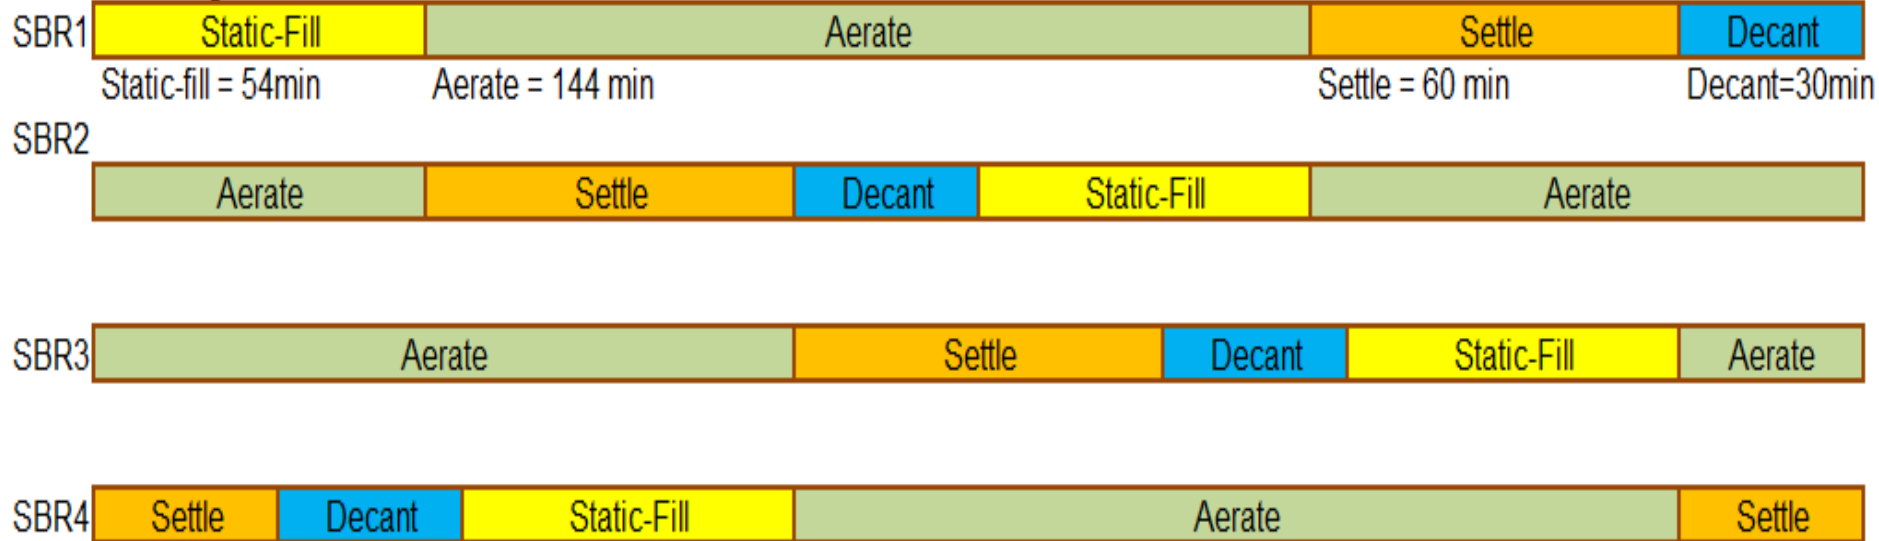 SBR1 Static-Fill Aerate Settle Decant
Static-fill = 54min Aerate = 144 min Settle = 60 min Decant=30min
SBR2
Aerate Settle Decant Static-Fill Aerate
SBR3 Aerate Settle Decant Static-Fill Aerate
SBR4 Settle Decant Static-Fill Aerate Settle